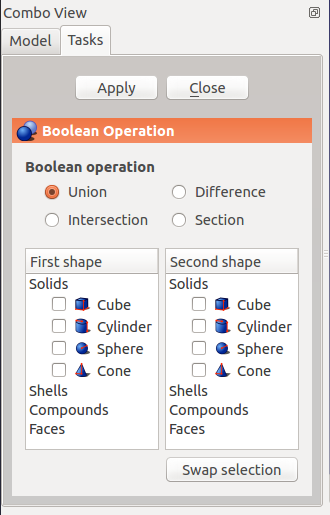 Combo View
Model Tasks
Apply Close
Boolean Operation
Boolean operation
Union Difference
Intersection Section
First shape Second shape
Solids Solids
Cube Cube
Cylinder Cylinder
Sphere Sphere
Cone Cone
Shells Shells
Compounds Compounds
Faces Faces
Swap selection